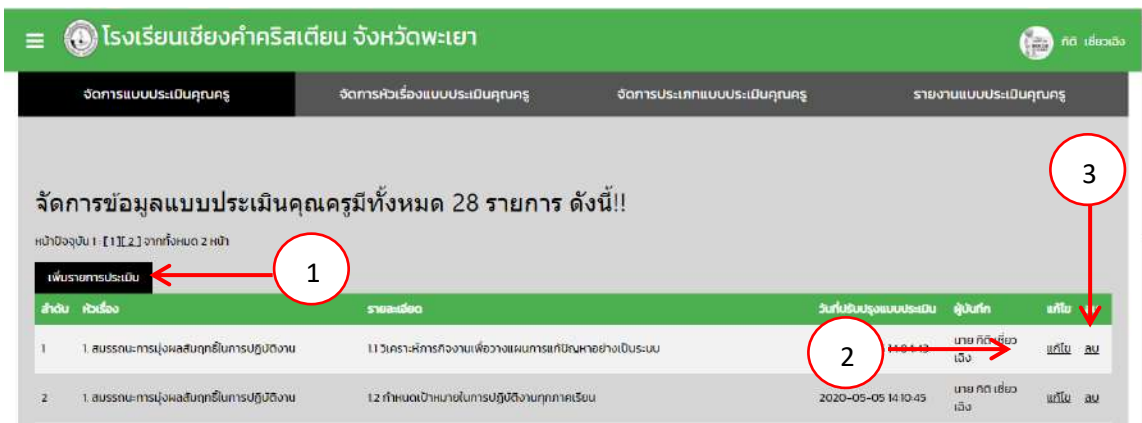 โรงเรียนเชียงคำคริสเตียน จังหวัดพะเยา
กิติ เชี่ยวเฉิง
จัดการแบบประเมินคุณครู จัดการหัวเรื่องแบบประเมินคุณครู จัดการประเภทแบบประเมินคุณครู รายงานแบบประเมินคุณครู
3
จัดการข้อมูลแบบประเมินคุณครูมีทั้งหมด 28 รายการ ดังนี้!!
หน้าปัจจุบัน 1 [ 1 ][ 2 ] จากทั้งหมด 2 หน้า
เพิ่มรายการประเมิน 1
ลำดับ หัวเรื่อง รายละเอียด วันที่ปรับปรุงแบบประเมิน ผู้บันทึก แก้ไข ลบ
1 1. สมรรถนะการมุ่งผลสัมฤทธิ์ในการปฏิบัติงาน 1.1 วิเคราะห์ภารกิจงานเพื่อวางแผนการแก้ปัญหาอย่างเป็นระบบ 2 นาย กิติ เชี่ยว แก้ไข ลบ
เฉิง
2 1. สมรรถนะการมุ่งผลสัมฤทธิ์ในการปฏิบัติงาน 1.2 กำหนดเป้าหมายในการปฏิบัติงานทุกภาคเรียน 2020-05-05 14:10:45 นาย กิติ เชี่ยว แก้ไข ลบ
เฉิง